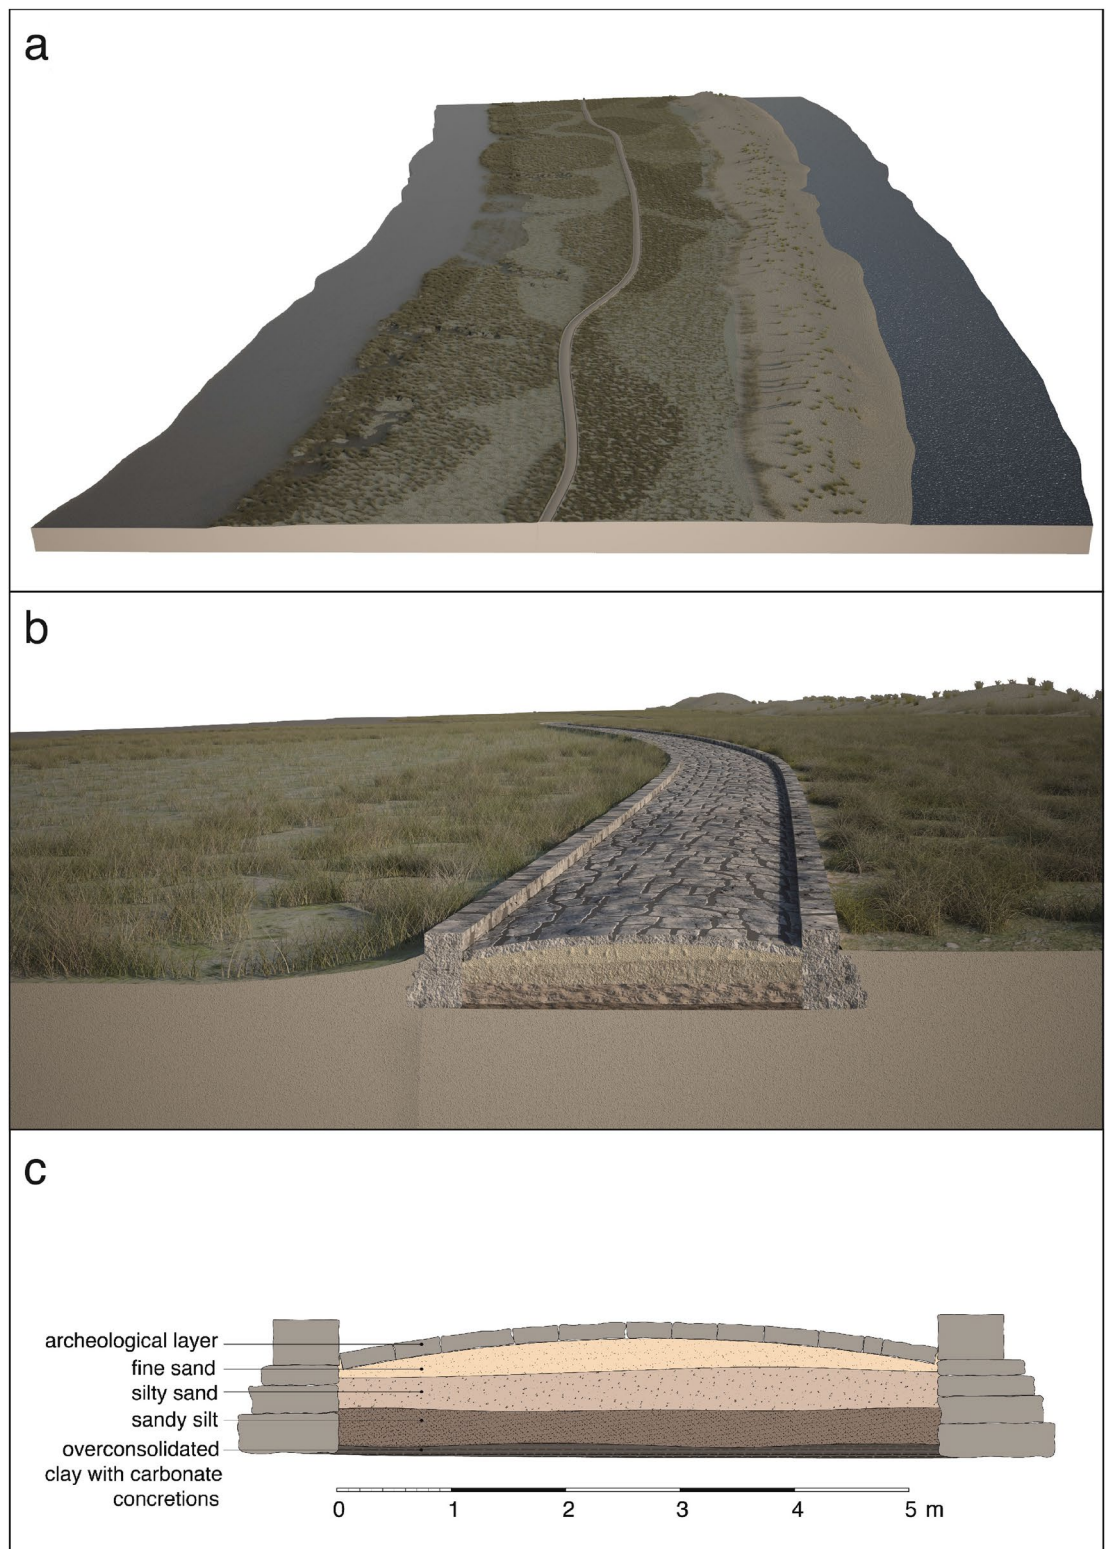 a
b
c
archeological layer
fine sand
silty sand
sandy silt
overconsolidated
clay with carbonate
concretions
0 1 2 3 4 5 m